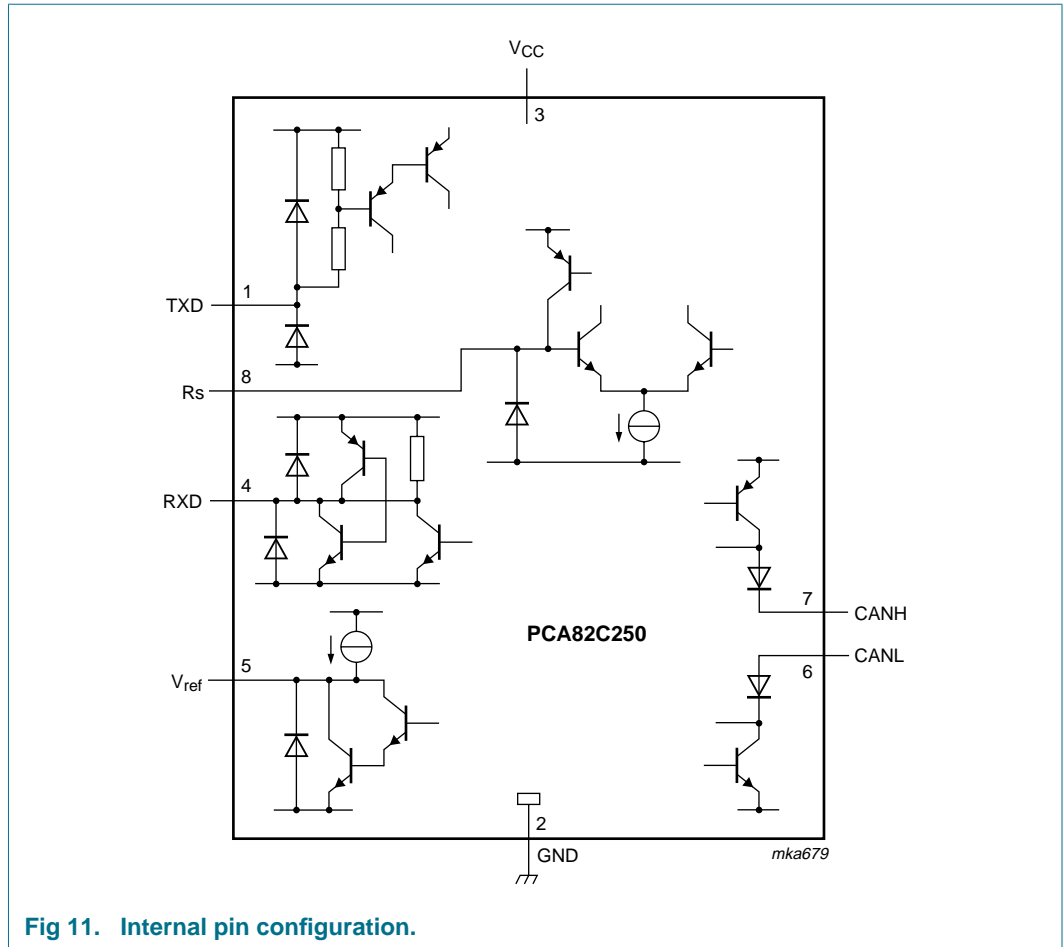 VCC
3
1
TXD
8
Rs
4
RXD
7
CANH
PCA82C250
CANL
5
6
Vref
2
GND
mka679
Fig 11. Internal pin configuration.